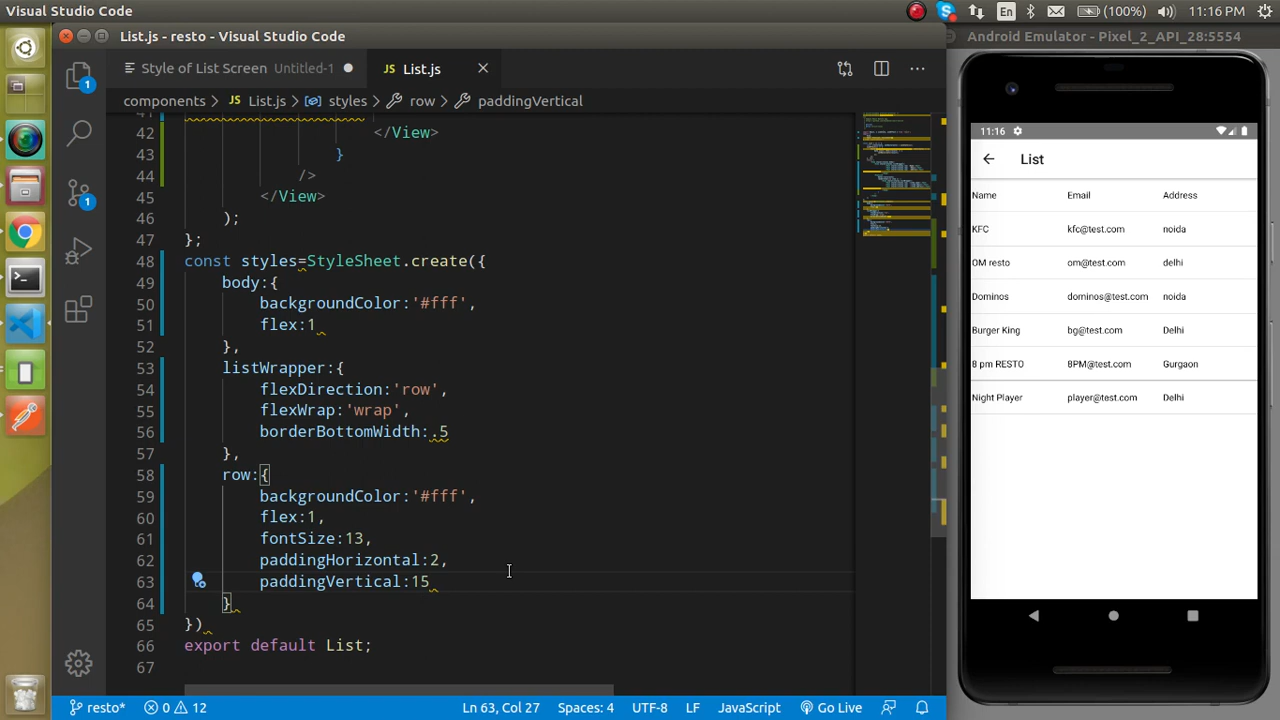 Visual Studio Code
En
(100%)
11:16 PM
List.js - resto - Visual Studio Code
Android Emulator - Pixel_2_API_28:5554
Style of List Screen Untitled-1
JS List.js
components > JS List.js > styles > row > paddingVertical
1
1
41
42 </View>
43 }
44 />
45 </View>
46 );
47 };
48 const styles=StyleSheet.create({
49 body:{
50 backgroundColor:'#fff',
51 flex:1
52 },
53 listWrapper:{
54 flexDirection:'row',
55 flexWrap:'wrap',
56 borderBottomWidth:.5
57 },
58 row:{
59 backgroundColor:'#fff',
60 flex:1,
61 fontSize:13,
62 paddingHorizontal:2,
63 paddingVertical:15
64 }
65 })
66 export default List;
67
resto* 0 12 Ln 63, Col 27 Spaces: 4 UTF-8 LF JavaScript Go Live
11:16
List
Name Email Address
KFC kfc@test.com noida
OM resto om@test.com delhi
Dominos dominos@test.com noida
Burger King bg@test.com Delhi
8 pm RESTO 8PM@test.com Gurgaon
Night Player player@test.com Delhi